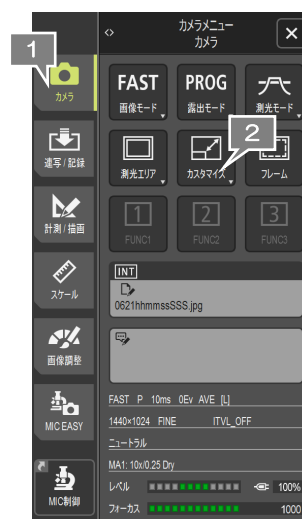 カメラメニュー
カメラ
1
カメラ
連写/記録
計測/描画
スケール
画像調整
MIC EASY
MIC制御
FAST
画像モード
PROG
露出モード
測光モード
測光エリア
2
カスタマイズ
フレーム
1
FUNC1
2
FUNC2
3
FUNC3
INT
0621hhmmssSSS.jpg
FAST P 10ms 0Ev AVE [L]
1440×1024 FINE ITVL_OFF
ニュートラル
MA1: 10x/0.25 Dry
レベル 100%
フォーカス 1000